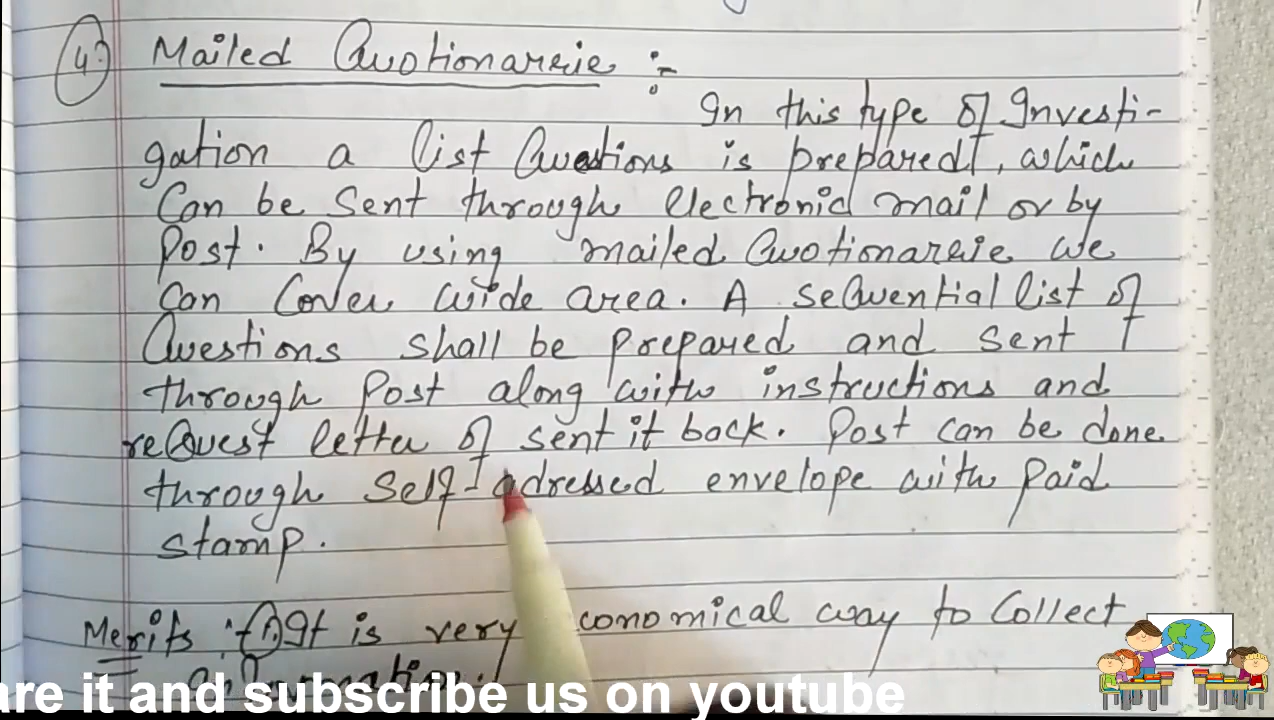 4. Mailed Quotionareie :-
In this type of Investi-
gation a list Questions is prepared, which
Can be Sent through electronic mail or by
Post. By using mailed Quotionareie we
Can Cover wide area. A seQuential list of
Questions shall be prepared and sent
through Post along with instructions and
reQuest letter of sent it back. Post can be done
through Self-adressed envelope with paid
stamp.
Merits :- (1) It is very conomical way to Collect
are it and subscribe us on youtube